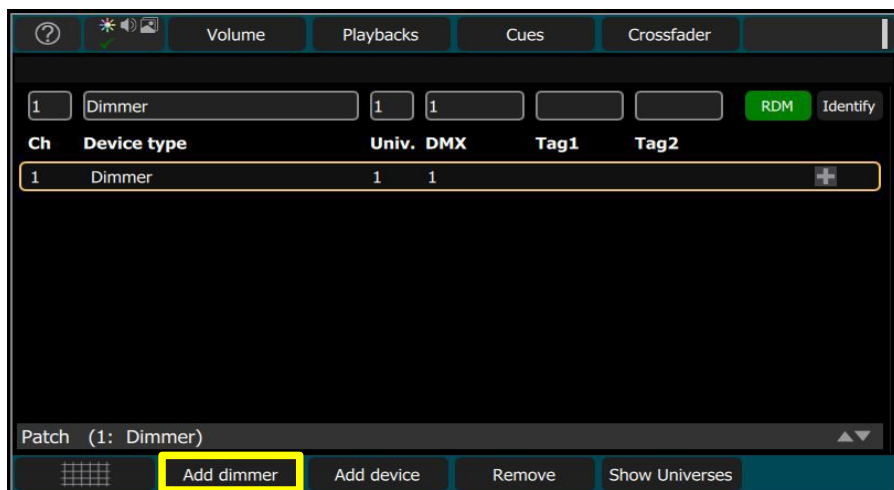 ? Volume Playbacks Cues Crossfader
1 Dimmer 1 1 RDM Identify
Ch Device type Univ. DMX Tag1 Tag2
1 Dimmer 1 1
Patch (1: Dimmer)
Add dimmer Add device Remove Show Universes